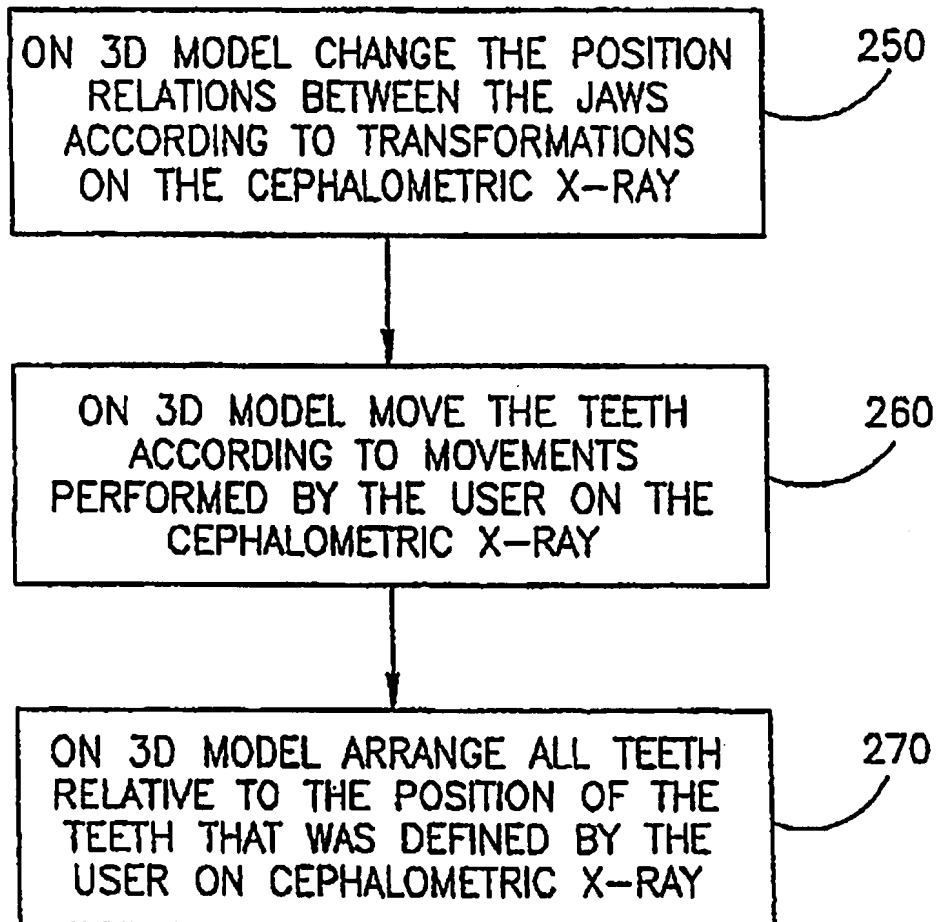 ON 3D MODEL CHANGE THE POSITION
RELATIONS BETWEEN THE JAWS
ACCORDING TO TRANSFORMATIONS
ON THE CEPHALOMETRIC X-RAY
250
ON 3D MODEL MOVE THE TEETH
ACCORDING TO MOVEMENTS
PERFORMED BY THE USER ON THE
CEPHALOMETRIC X-RAY
260
ON 3D MODEL ARRANGE ALL TEETH
RELATIVE TO THE POSITION OF THE
TEETH THAT WAS DEFINED BY THE
USER ON CEPHALOMETRIC X-RAY
270